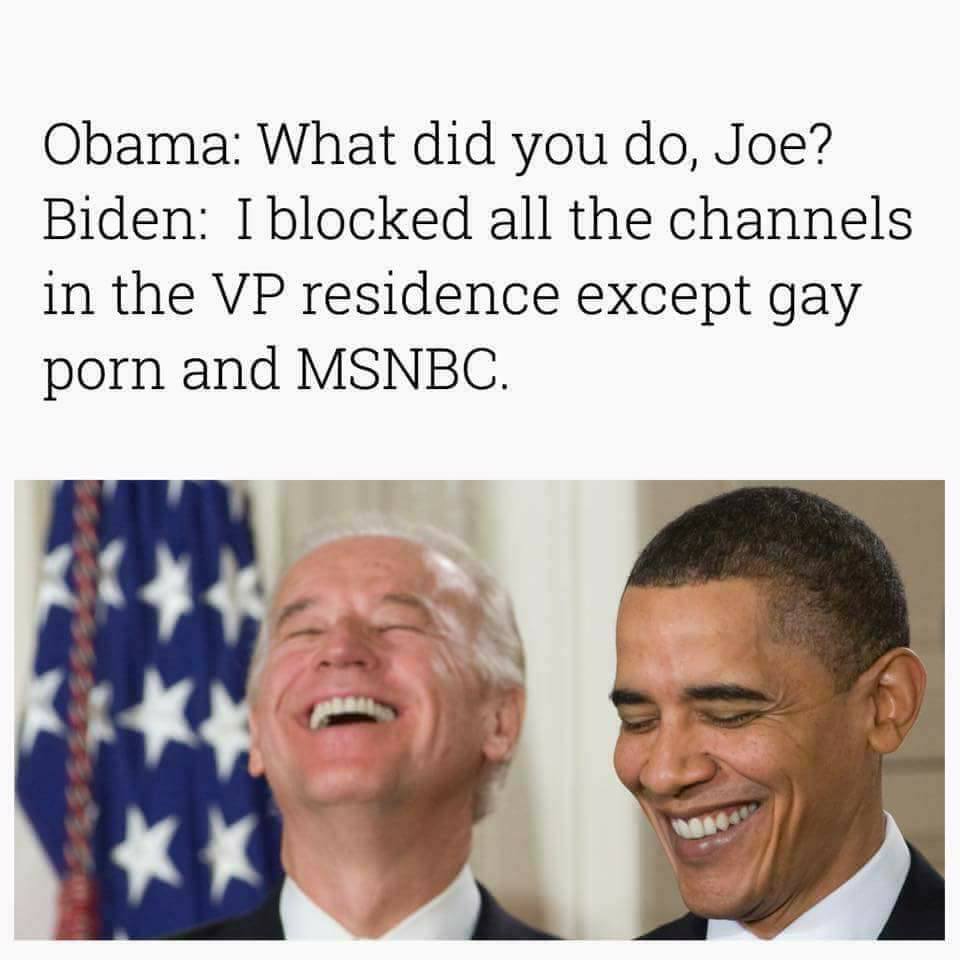 Obama: What did you do, Joe?
Biden:  I blocked all the channels
in the VP residence except gay
porn and MSNBC.